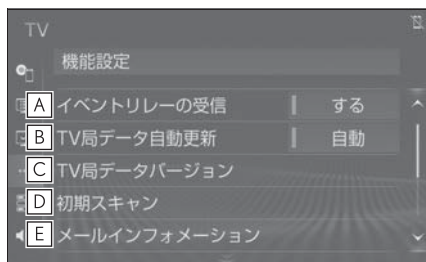 TV
機能設定
A イベントリレーの受信 する
B TV局データ自動更新 自動
C TV局データバージョン
D 初期スキャン
E メールインフォメーション